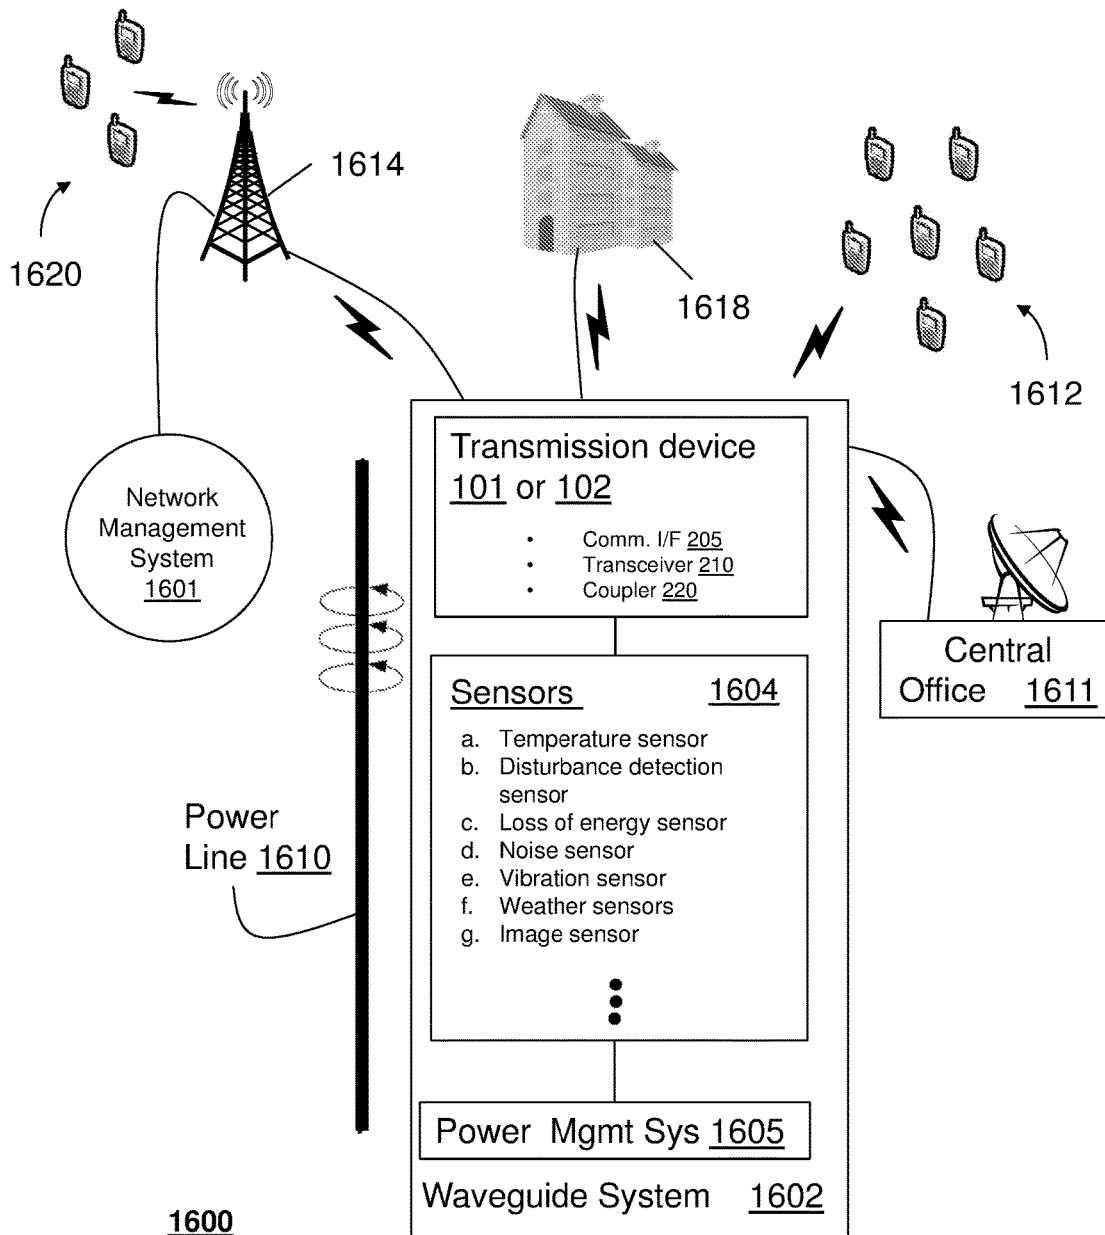 1614
1620
1618
1612
Network
Management
System
1601
Transmission device
101 or 102
• Comm. I/F 205
• Transceiver 210
• Coupler 220
Central
Office 1611
Sensors 1604
a. Temperature sensor
b. Disturbance detection
sensor
c. Loss of energy sensor
d. Noise sensor
e. Vibration sensor
f. Weather sensors
g. Image sensor
Power
Line 1610
Power Mgmt Sys 1605
Waveguide System 1602
1600